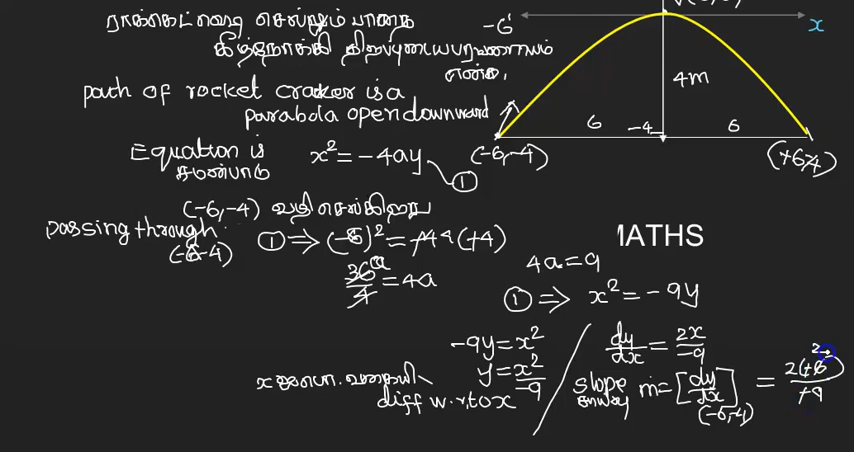 ராக்கெட் வெடி செல்லும் பாதை
கீழ்நோக்கி திறப்புடைய பரவளையம்
என்க.
path of rocket cracker is a
parabola open downward
Equation is x² = -4ay ①
சமன்பாடு
(-6,-4) வழி செல்கிறது
passing through
(-6-4)
① ⇒ (-6)² = -4a(-4)
36/4 = 4a
-6
x
4m
6 -4 6
(-6,-4) (+6,-4)
MATHS
4a = 9
① ⇒ x² = -9y
-9y = x²
y = x²/-9
diff w.r.to x
dy/dx = 2x/-9
slope m = [dy/dx](-6,-4) = 2(-6)/-9